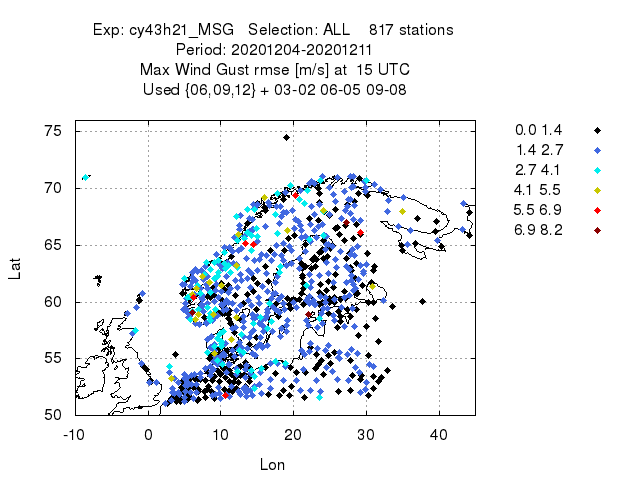 Exp: cy43h21_MSG   Selection: ALL    817 stations
Period: 20201204-20201211
Max Wind Gust rmse [m/s] at  15 UTC
Used {06,09,12} + 03-02 06-05 09-08
75
70
65
60
55
50
Lat
-10 0 10 20 30 40
Lon
0.0 1.4
1.4 2.7
2.7 4.1
4.1 5.5
5.5 6.9
6.9 8.2